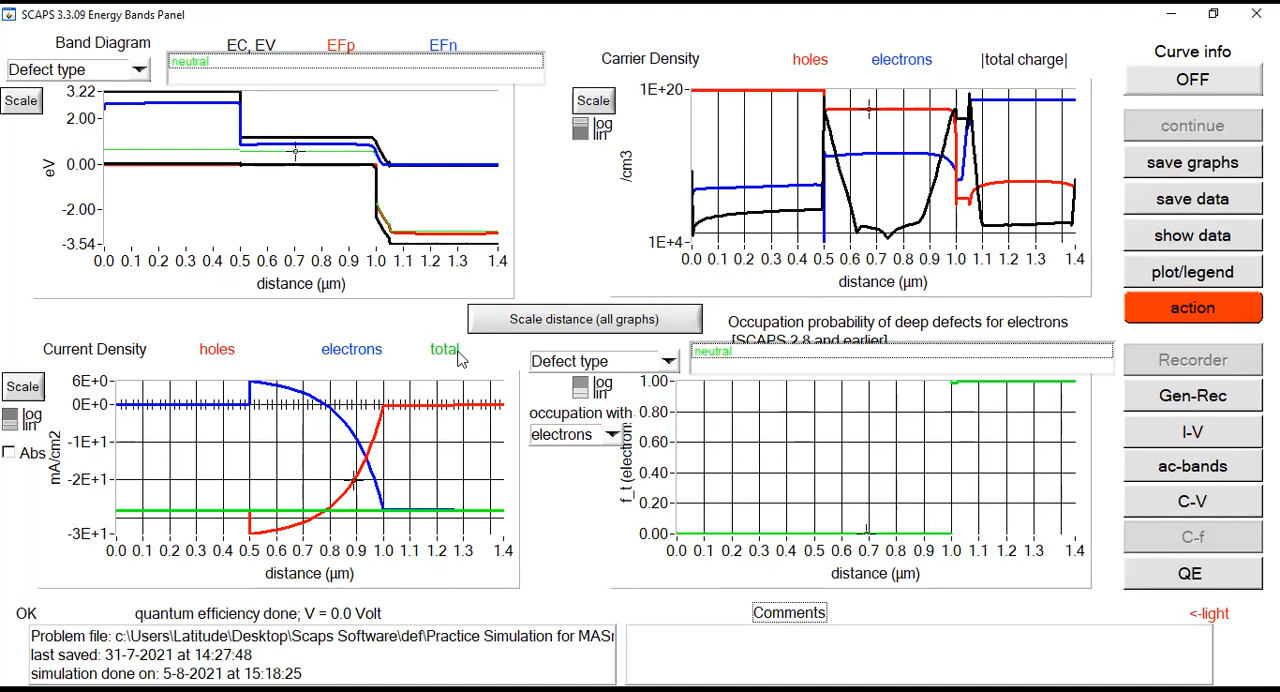 SCAPS 3.3.09 Energy Bands Panel
Band Diagram
EC, EV EFp EFn
Defect type
neutral
Scale
3.22
2.00
0.00
-2.00
-3.54
eV
0.0 0.1 0.2 0.3 0.4 0.5 0.6 0.7 0.8 0.9 1.0 1.1 1.2 1.3 1.4
distance (µm)
Carrier Density holes electrons |total charge|
Scale
log
lin
1E+20
/cm3
1E+4
0.0 0.1 0.2 0.3 0.4 0.5 0.6 0.7 0.8 0.9 1.0 1.1 1.2 1.3 1.4
distance (µm)
Scale distance (all graphs)
Current Density holes electrons total
Scale
log
lin
Abs
6E+0
0E+0
-1E+1
-2E+1
-3E+1
mA/cm2
0.0 0.1 0.2 0.3 0.4 0.5 0.6 0.7 0.8 0.9 1.0 1.1 1.2 1.3 1.4
distance (µm)
Occupation probability of deep defects for electrons
[SCAPS 2.8 and earlier]
Defect type
neutral
log
lin
occupation with
electrons
1.00
0.80
0.60
0.40
0.20
0.00
f_t (electron
0.0 0.1 0.2 0.3 0.4 0.5 0.6 0.7 0.8 0.9 1.0 1.1 1.2 1.4
distance (µm)
Curve info
OFF
continue
save graphs
save data
show data
plot/legend
action
Recorder
Gen-Rec
I-V
ac-bands
C-V
C-f
QE
<-light
OK quantum efficiency done; V = 0.0 Volt
Comments
Problem file: c:\Users\Latitude\Desktop\Scaps Software\def\Practice Simulation for MASn
last saved: 31-7-2021 at 14:27:48
simulation done on: 5-8-2021 at 15:18:25